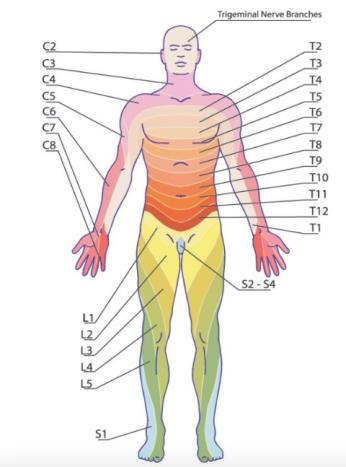 Trigeminal Nerve Branches
C2
C3
C4
C5
C6
C7
C8
T2
T3
T4
T5
T6
T7
T8
T9
T10
T11
T12
T1
S2 - S4
L1
L2
L3
L4
L5
S1